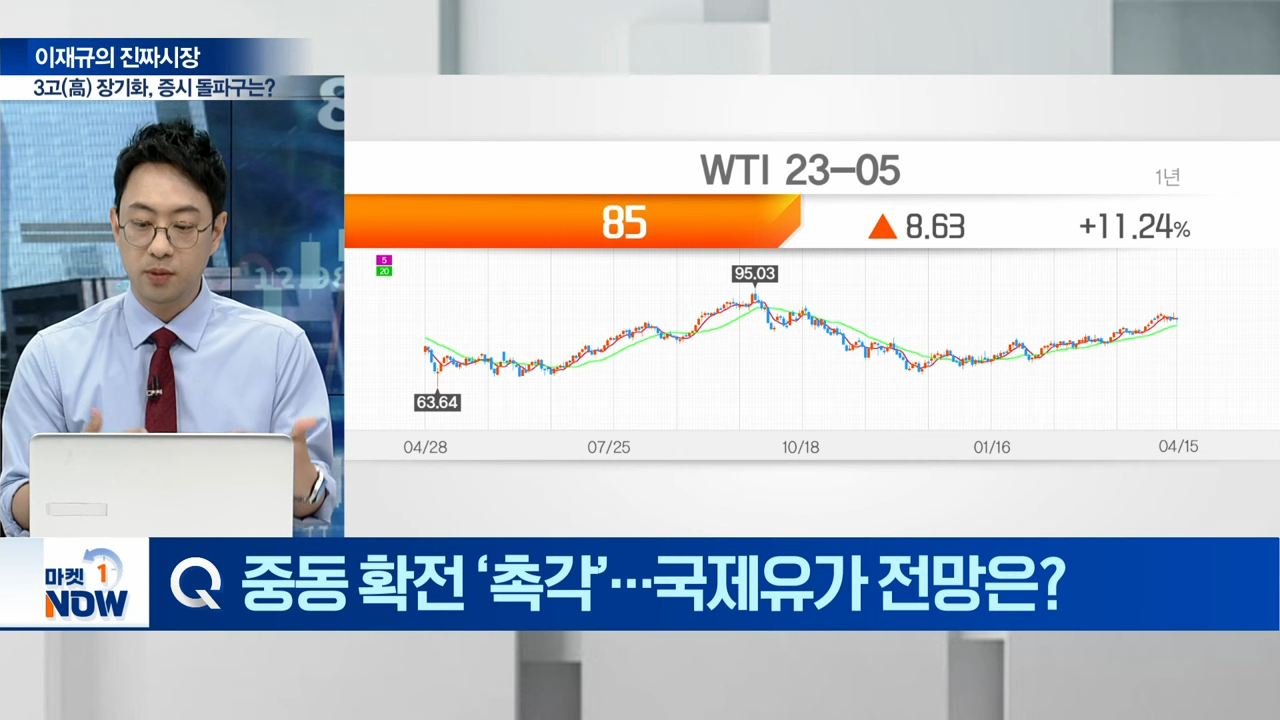 이재규의 진짜시장
3고(高) 장기화, 증시 돌파구는?
WTI 23-05
1년
85
▲ 8.63
+11.24%
5
20
95.03
63.64
04/28
07/25
10/18
01/16
04/15
마켓 1
NOW
Q 중동 확전 ‘촉각’…국제유가 전망은?